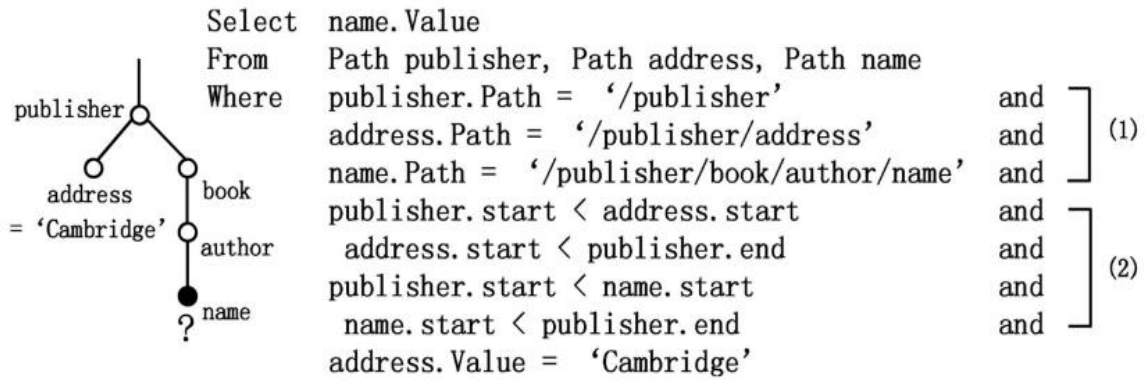 Select name.Value
From Path publisher, Path address, Path name
Where publisher.Path = ‘/publisher’ and
address.Path = ‘/publisher/address’ and
name.Path = ‘/publisher/book/author/name’ and
(1)
publisher.start < address.start and
address.start < publisher.end and
publisher.start < name.start and
name.start < publisher.end and
(2)
address.Value = ‘Cambridge’
publisher
address
= ‘Cambridge’
book
author
name
?